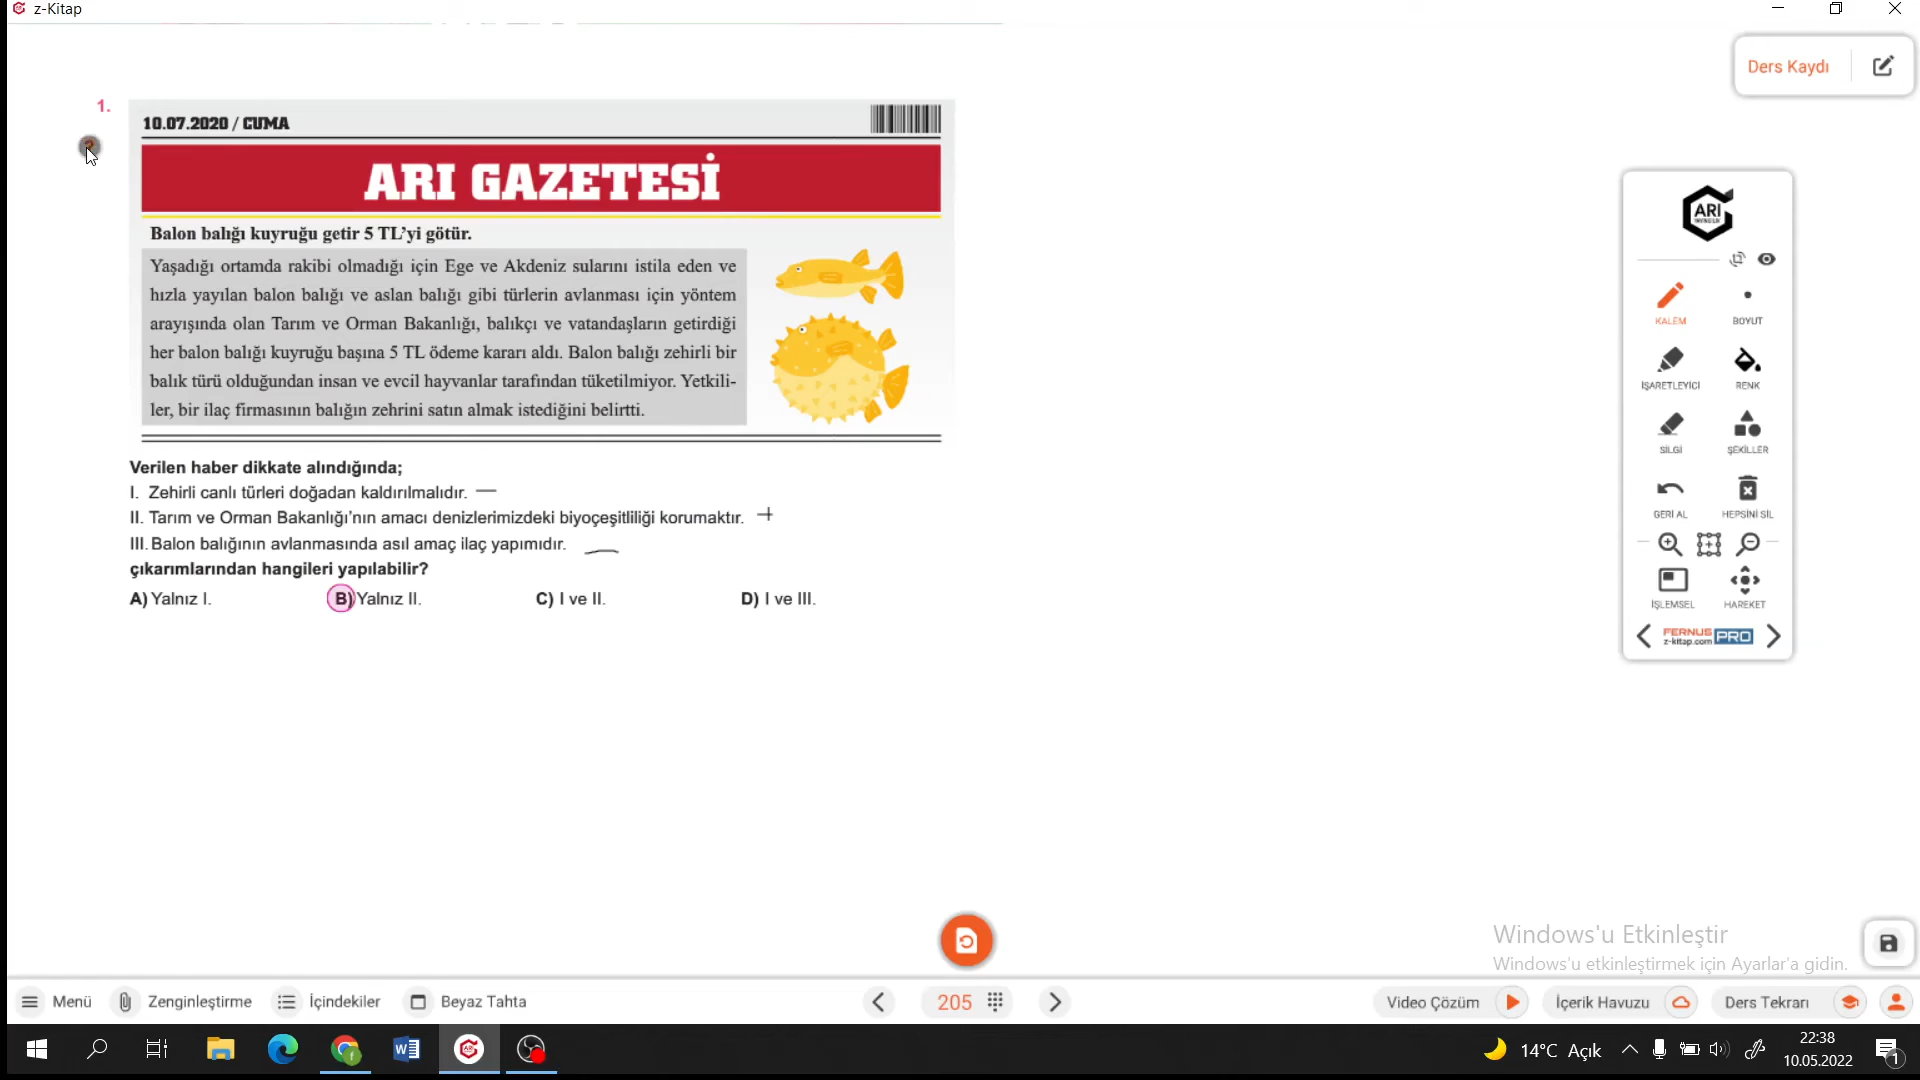 z-Kitap
Ders Kaydı
1.
10.07.2020 / CUMA
ARI GAZETESİ
Balon balığı kuyruğu getir 5 TL’yi götür.
Yaşadığı ortamda rakibi olmadığı için Ege ve Akdeniz sularını istila eden ve
hızla yayılan balon balığı ve aslan balığı gibi türlerin avlanması için yöntem
arayışında olan Tarım ve Orman Bakanlığı, balıkçı ve vatandaşların getirdiği
her balon balığı kuyruğu başına 5 TL ödeme kararı aldı. Balon balığı zehirli bir
balık türü olduğundan insan ve evcil hayvanlar tarafından tüketilmiyor. Yetkili-
ler, bir ilaç firmasının balığın zehrini satın almak istediğini belirtti.
Verilen haber dikkate alındığında;
I. Zehirli canlı türleri doğadan kaldırılmalıdır. —
II. Tarım ve Orman Bakanlığı’nın amacı denizlerimizdeki biyoçeşitliliği korumaktır. +
III. Balon balığının avlanmasında asıl amaç ilaç yapımıdır. —
çıkarımlarından hangileri yapılabilir?
A) Yalnız I. B) Yalnız II. C) I ve II. D) I ve III.
ARI
KALEM BOYUT
İŞARETLEYİCİ RENK
SİLGİ ŞEKİLLER
GERİ AL HEPSİNİ SİL
İŞLEMSEL HAREKET
FERNUS PRO
z-kitap.com
Windows'u Etkinleştir
Windows'u etkinleştirmek için Ayarlar'a gidin.
Menü Zenginleştirme İçindekiler Beyaz Tahta 205 Video Çözüm İçerik Havuzu Ders Tekrarı
14°C Açık 22:38
10.05.2022 1